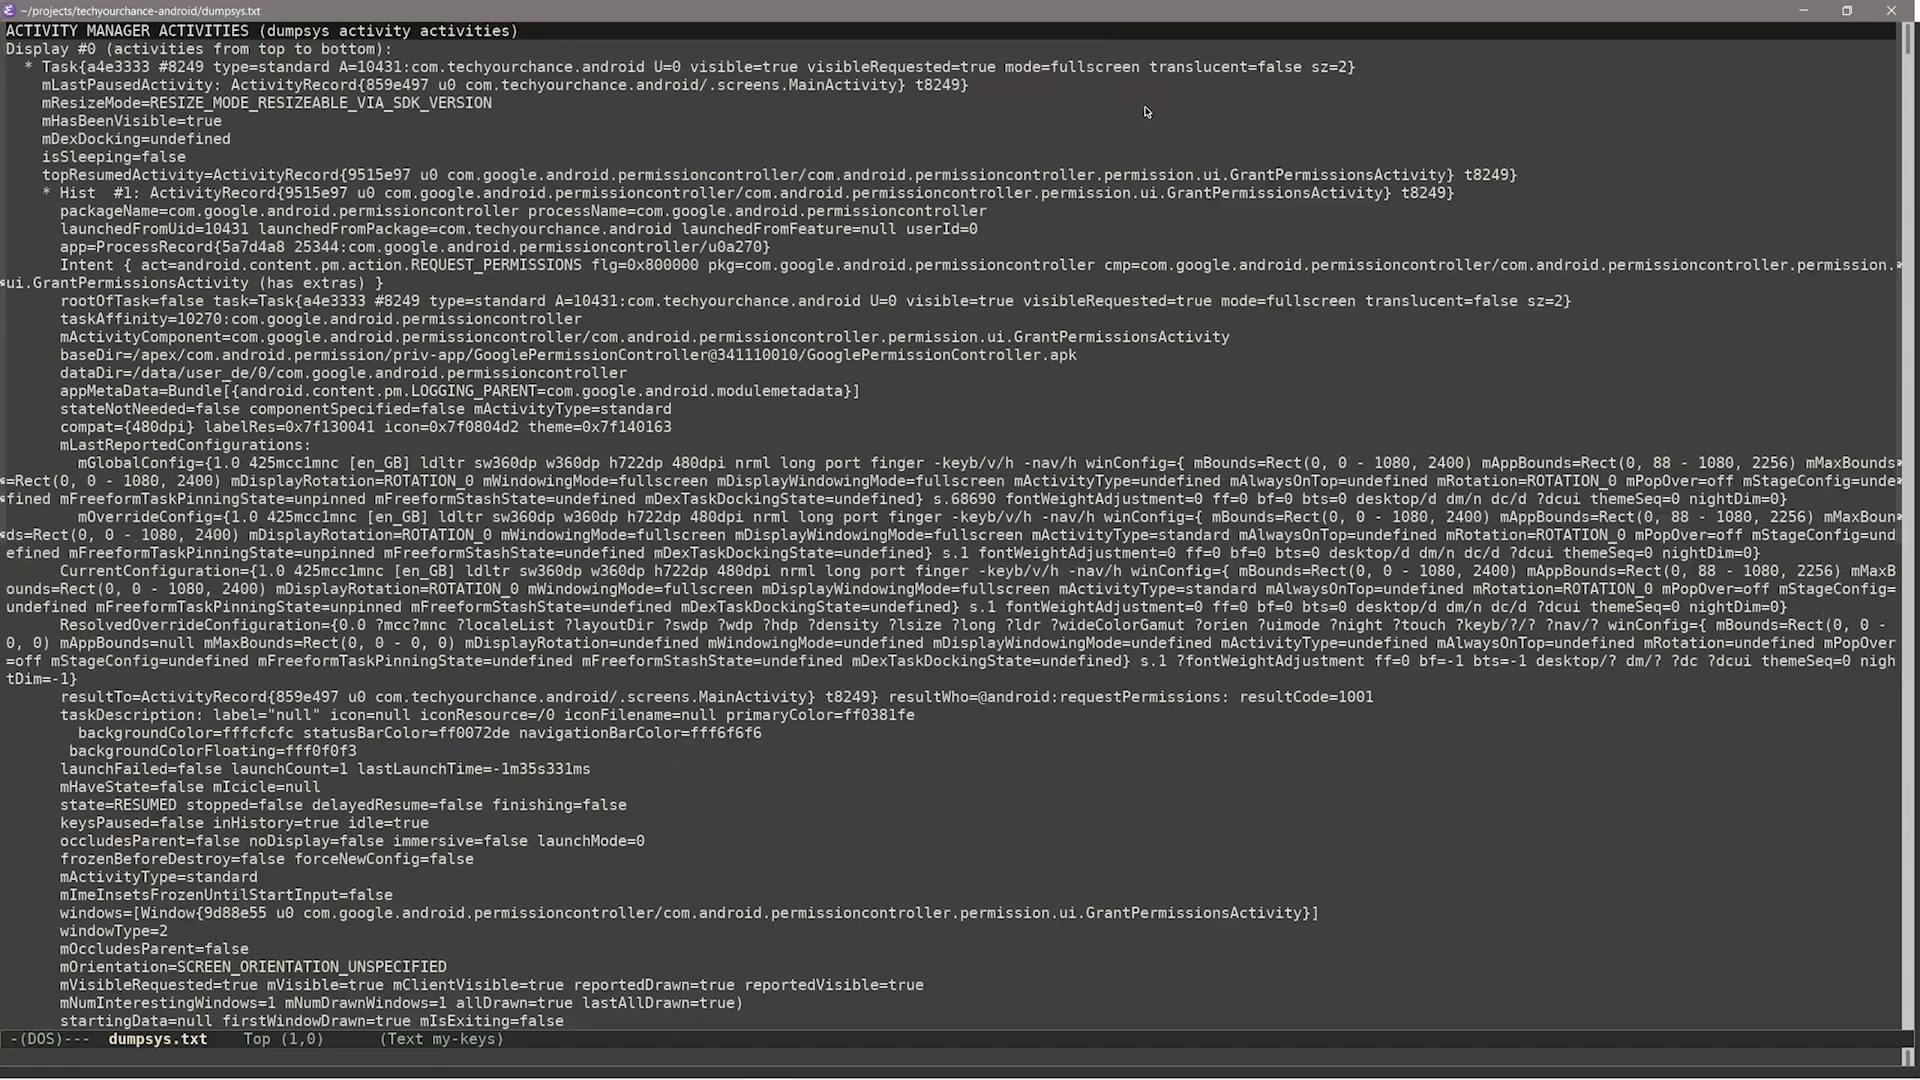 ~/projects/techyourchance-android/dumpsys.txt
ACTIVITY MANAGER ACTIVITIES (dumpsys activity activities)
Display #0 (activities from top to bottom):
* Task{a4e3333 #8249 type=standard A=10431:com.techyourchance.android U=0 visible=true visibleRequested=true mode=fullscreen translucent=false sz=2}
mLastPausedActivity: ActivityRecord{859e497 u0 com.techyourchance.android/.screens.MainActivity} t8249}
mResizeMode=RESIZE_MODE_RESIZEABLE_VIA_SDK_VERSION
mHasBeenVisible=true
mDexDocking=undefined
isSleeping=false
topResumedActivity=ActivityRecord{9515e97 u0 com.google.android.permissioncontroller/com.android.permissioncontroller.permission.ui.GrantPermissionsActivity} t8249}
* Hist  #1: ActivityRecord{9515e97 u0 com.google.android.permissioncontroller/com.android.permissioncontroller.permission.ui.GrantPermissionsActivity} t8249}
packageName=com.google.android.permissioncontroller processName=com.google.android.permissioncontroller
launchedFromUid=10431 launchedFromPackage=com.techyourchance.android launchedFromFeature=null userId=0
app=ProcessRecord{5a7d4a8 25344:com.google.android.permissioncontroller/u0a270}
Intent { act=android.content.pm.action.REQUEST_PERMISSIONS flg=0x800000 pkg=com.google.android.permissioncontroller cmp=com.google.android.permissioncontroller/com.android.permissioncontroller.permission.
ui.GrantPermissionsActivity (has extras) }
rootOfTask=false task=Task{a4e3333 #8249 type=standard A=10431:com.techyourchance.android U=0 visible=true visibleRequested=true mode=fullscreen translucent=false sz=2}
taskAffinity=10270:com.google.android.permissioncontroller
mActivityComponent=com.google.android.permissioncontroller/com.android.permissioncontroller.permission.ui.GrantPermissionsActivity
baseDir=/apex/com.android.permission/priv-app/GooglePermissionController@341110010/GooglePermissionController.apk
dataDir=/data/user_de/0/com.google.android.permissioncontroller
appMetaData=Bundle[{android.content.pm.LOGGING_PARENT=com.google.android.modulemetadata}]
stateNotNeeded=false componentSpecified=false mActivityType=standard
compat={480dpi} labelRes=0x7f130041 icon=0x7f0804d2 theme=0x7f140163
mLastReportedConfigurations:
mGlobalConfig={1.0 425mcc1mnc [en_GB] ldltr sw360dp w360dp h722dp 480dpi nrml long port finger -keyb/v/h -nav/h winConfig={ mBounds=Rect(0, 0 - 1080, 2400) mAppBounds=Rect(0, 88 - 1080, 2256) mMaxBounds
=Rect(0, 0 - 1080, 2400) mDisplayRotation=ROTATION_0 mWindowingMode=fullscreen mDisplayWindowingMode=fullscreen mActivityType=undefined mAlwaysOnTop=undefined mRotation=ROTATION_0 mPopOver=off mStageConfig=unde
fined mFreeformTaskPinningState=unpinned mFreeformStashState=undefined mDexTaskDockingState=undefined} s.68690 fontWeightAdjustment=0 ff=0 bf=0 bts=0 desktop/d dm/n dc/d ?dcui themeSeq=0 nightDim=0}
mOverrideConfig={1.0 425mcc1mnc [en_GB] ldltr sw360dp w360dp h722dp 480dpi nrml long port finger -keyb/v/h -nav/h winConfig={ mBounds=Rect(0, 0 - 1080, 2400) mAppBounds=Rect(0, 88 - 1080, 2256) mMaxBoun
ds=Rect(0, 0 - 1080, 2400) mDisplayRotation=ROTATION_0 mWindowingMode=fullscreen mDisplayWindowingMode=fullscreen mActivityType=standard mAlwaysOnTop=undefined mRotation=ROTATION_0 mPopOver=off mStageConfig=und
efined mFreeformTaskPinningState=unpinned mFreeformStashState=undefined mDexTaskDockingState=undefined} s.1 fontWeightAdjustment=0 ff=0 bf=0 bts=0 desktop/d dm/n dc/d ?dcui themeSeq=0 nightDim=0}
CurrentConfiguration={1.0 425mcc1mnc [en_GB] ldltr sw360dp w360dp h722dp 480dpi nrml long port finger -keyb/v/h -nav/h winConfig={ mBounds=Rect(0, 0 - 1080, 2400) mAppBounds=Rect(0, 88 - 1080, 2256) mMaxB
ounds=Rect(0, 0 - 1080, 2400) mDisplayRotation=ROTATION_0 mWindowingMode=fullscreen mDisplayWindowingMode=fullscreen mActivityType=standard mAlwaysOnTop=undefined mRotation=ROTATION_0 mPopOver=off mStageConfig=
undefined mFreeformTaskPinningState=unpinned mFreeformStashState=undefined mDexTaskDockingState=undefined} s.1 fontWeightAdjustment=0 ff=0 bf=0 bts=0 desktop/d dm/n dc/d ?dcui themeSeq=0 nightDim=0}
ResolvedOverrideConfiguration={0.0 ?mcc?mnc ?localeList ?layoutDir ?swdp ?wdp ?hdp ?density ?lsize ?long ?ldr ?wideColorGamut ?orien ?uimode ?night ?touch ?keyb/?/? ?nav/? winConfig={ mBounds=Rect(0, 0 -
0, 0) mAppBounds=null mMaxBounds=Rect(0, 0 - 0, 0) mDisplayRotation=undefined mWindowingMode=undefined mDisplayWindowingMode=undefined mActivityType=undefined mAlwaysOnTop=undefined mRotation=undefined mPopOver
=off mStageConfig=undefined mFreeformTaskPinningState=undefined mFreeformStashState=undefined mDexTaskDockingState=undefined} s.1 ?fontWeightAdjustment ff=0 bf=-1 bts=-1 desktop/? dm/? ?dc ?dcui themeSeq=0 nigh
tDim=-1}
resultTo=ActivityRecord{859e497 u0 com.techyourchance.android/.screens.MainActivity} t8249} resultWho=@android:requestPermissions: resultCode=1001
taskDescription: label="null" icon=null iconResource=/0 iconFilename=null primaryColor=ff0381fe
backgroundColor=fffcfcfc statusBarColor=ff0072de navigationBarColor=fff6f6f6
backgroundColorFloating=fff0f0f3
launchFailed=false launchCount=1 lastLaunchTime=-1m35s331ms
mHaveState=false mIcicle=null
state=RESUMED stopped=false delayedResume=false finishing=false
keysPaused=false inHistory=true idle=true
occludesParent=false noDisplay=false immersive=false launchMode=0
frozenBeforeDestroy=false forceNewConfig=false
mActivityType=standard
mImeInsetsFrozenUntilStartInput=false
windows=[Window{9d88e55 u0 com.google.android.permissioncontroller/com.android.permissioncontroller.permission.ui.GrantPermissionsActivity}]
windowType=2
mOccludesParent=false
mOrientation=SCREEN_ORIENTATION_UNSPECIFIED
mVisibleRequested=true mVisible=true mClientVisible=true reportedDrawn=true reportedVisible=true
mNumInterestingWindows=1 mNumDrawnWindows=1 allDrawn=true lastAllDrawn=true)
startingData=null firstWindowDrawn=true mIsExiting=false
-(DOS)---  dumpsys.txt    Top (1,0)      (Text my-keys)